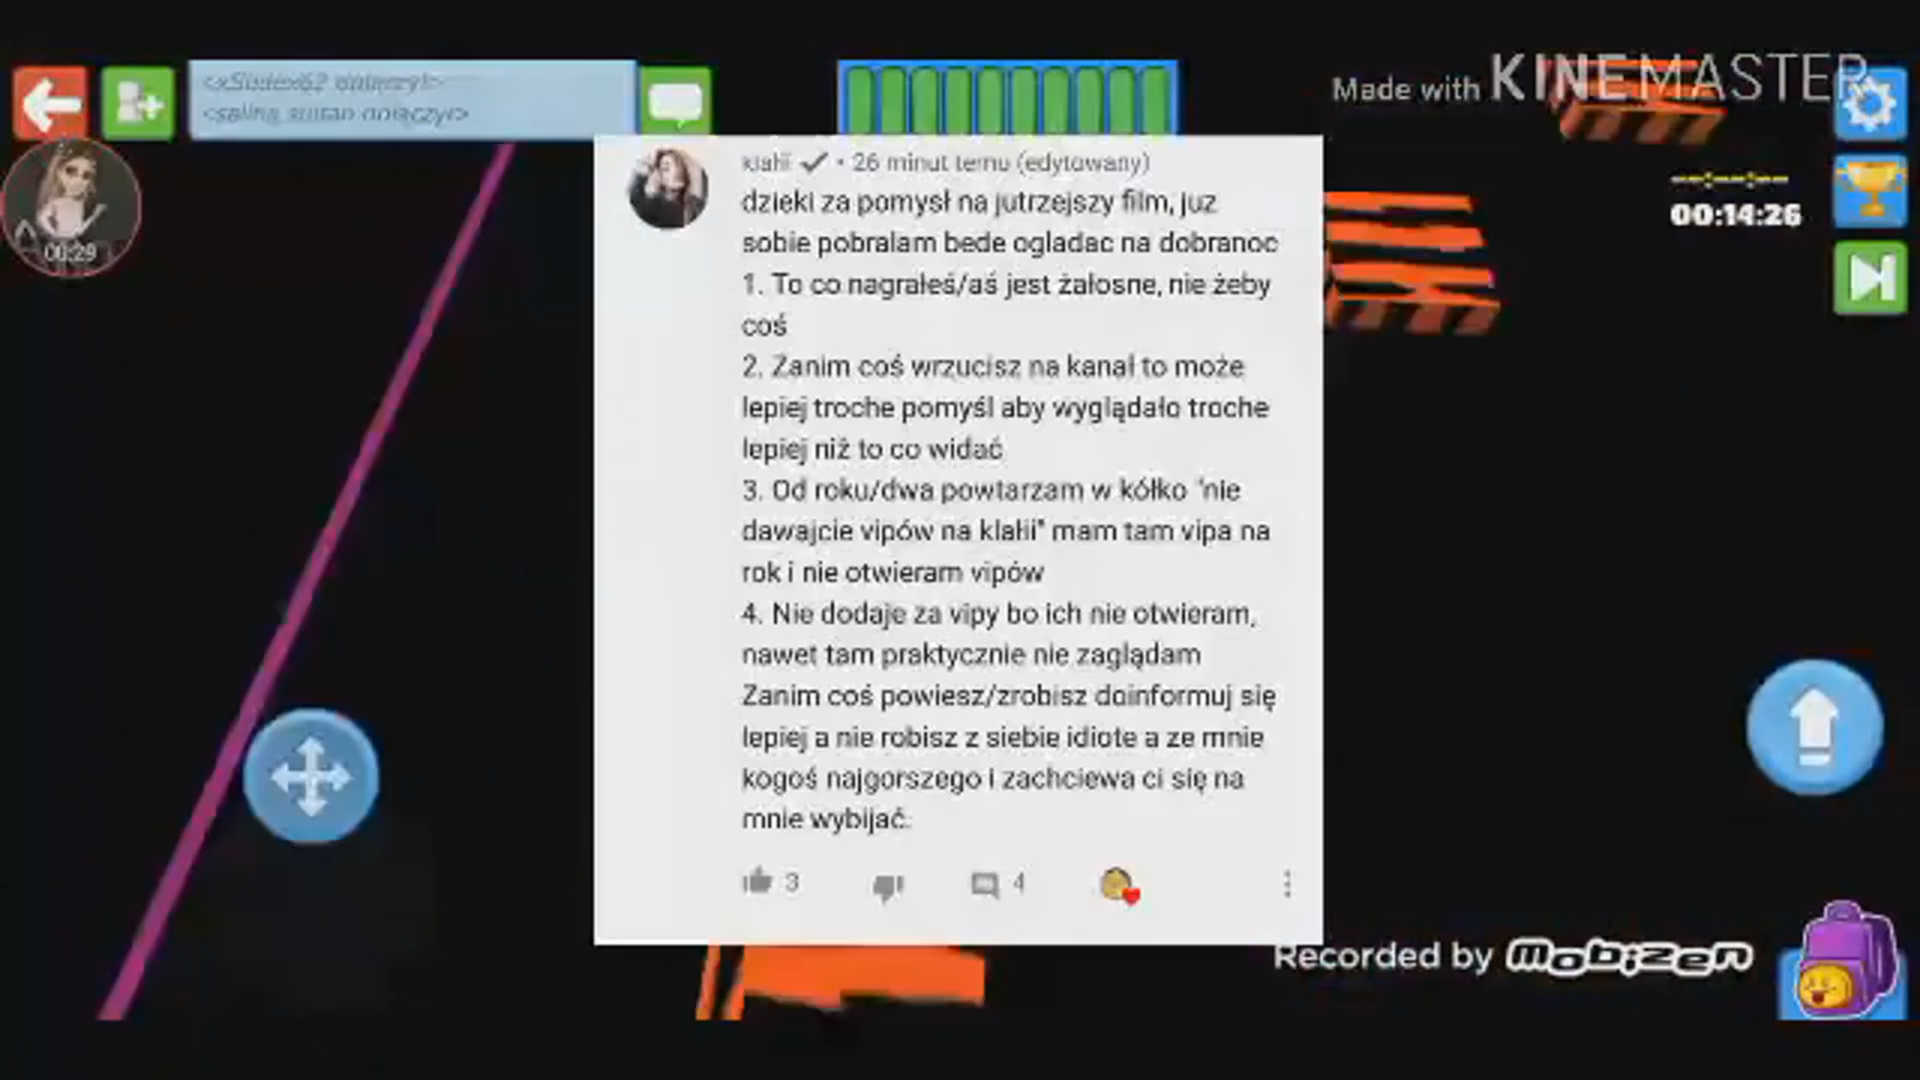 Made with KINEMASTER
00:14:26
00:29
klahii ✓ • 26 minut temu (edytowany)
dzieki za pomysł na jutrzejszy film, juz
sobie pobralam bede ogladac na dobranoc
1. To co nagrałeś/aś jest żałosne, nie żeby
coś
2. Zanim coś wrzucisz na kanał to może
lepiej troche pomyśl aby wyglądało troche
lepiej niż to co widać
3. Od roku/dwa powtarzam w kółko "nie
dawajcie vipów na klahii" mam tam vipa na
rok i nie otwieram vipów
4. Nie dodaje za vipy bo ich nie otwieram,
nawet tam praktycznie nie zaglądam
Zanim coś powiesz/zrobisz doinformuj się
lepiej a nie robisz z siebie idiote a ze mnie
kogoś najgorszego i zachciewa ci się na
mnie wybijać.
3
4
Recorded by Mobizen